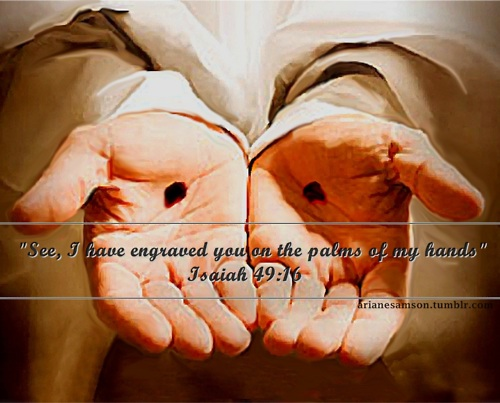 "See, I have engraved you on the palms of my hands"
Isaiah 49:16
arianesamson.tumblr.com